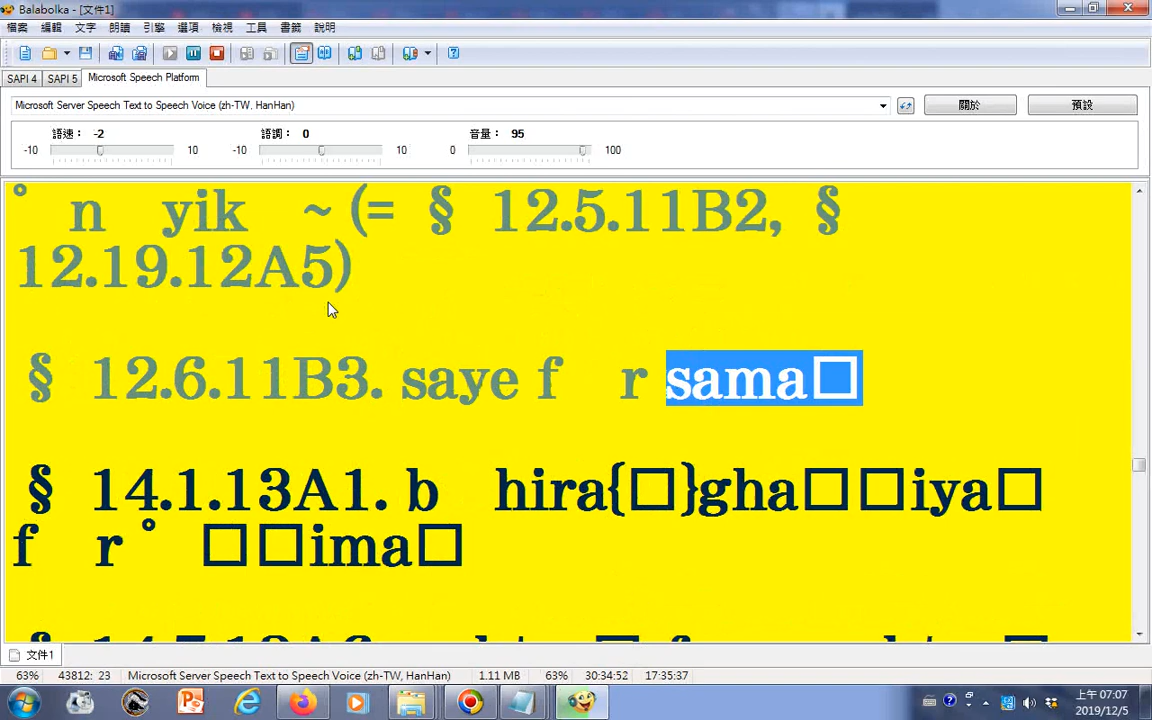 Balabolka - [文件1]
檔案 編輯 文字 朗讀 引擎 選項 檢視 工具 書籤 說明
SAPI 4 SAPI 5 Microsoft Speech Platform
Microsoft Server Speech Text to Speech Voice (zh-TW, HanHan) 關於 預設
語速： -2 語調： 0 音量： 95
-10 10 -10 10 0 100
° n yik ~ (= § 12.5.11B2, §
12.19.12A5)
§ 12.6.11B3. saye f r sama□
§ 14.1.13A1. b hira{□}gha□□iya□
f r ° □□ima□
文件1
63% 43812: 23 Microsoft Server Speech Text to Speech Voice (zh-TW, HanHan) 1.11 MB 63% 30:34:52 17:35:37
上午 07:07
2019/12/5